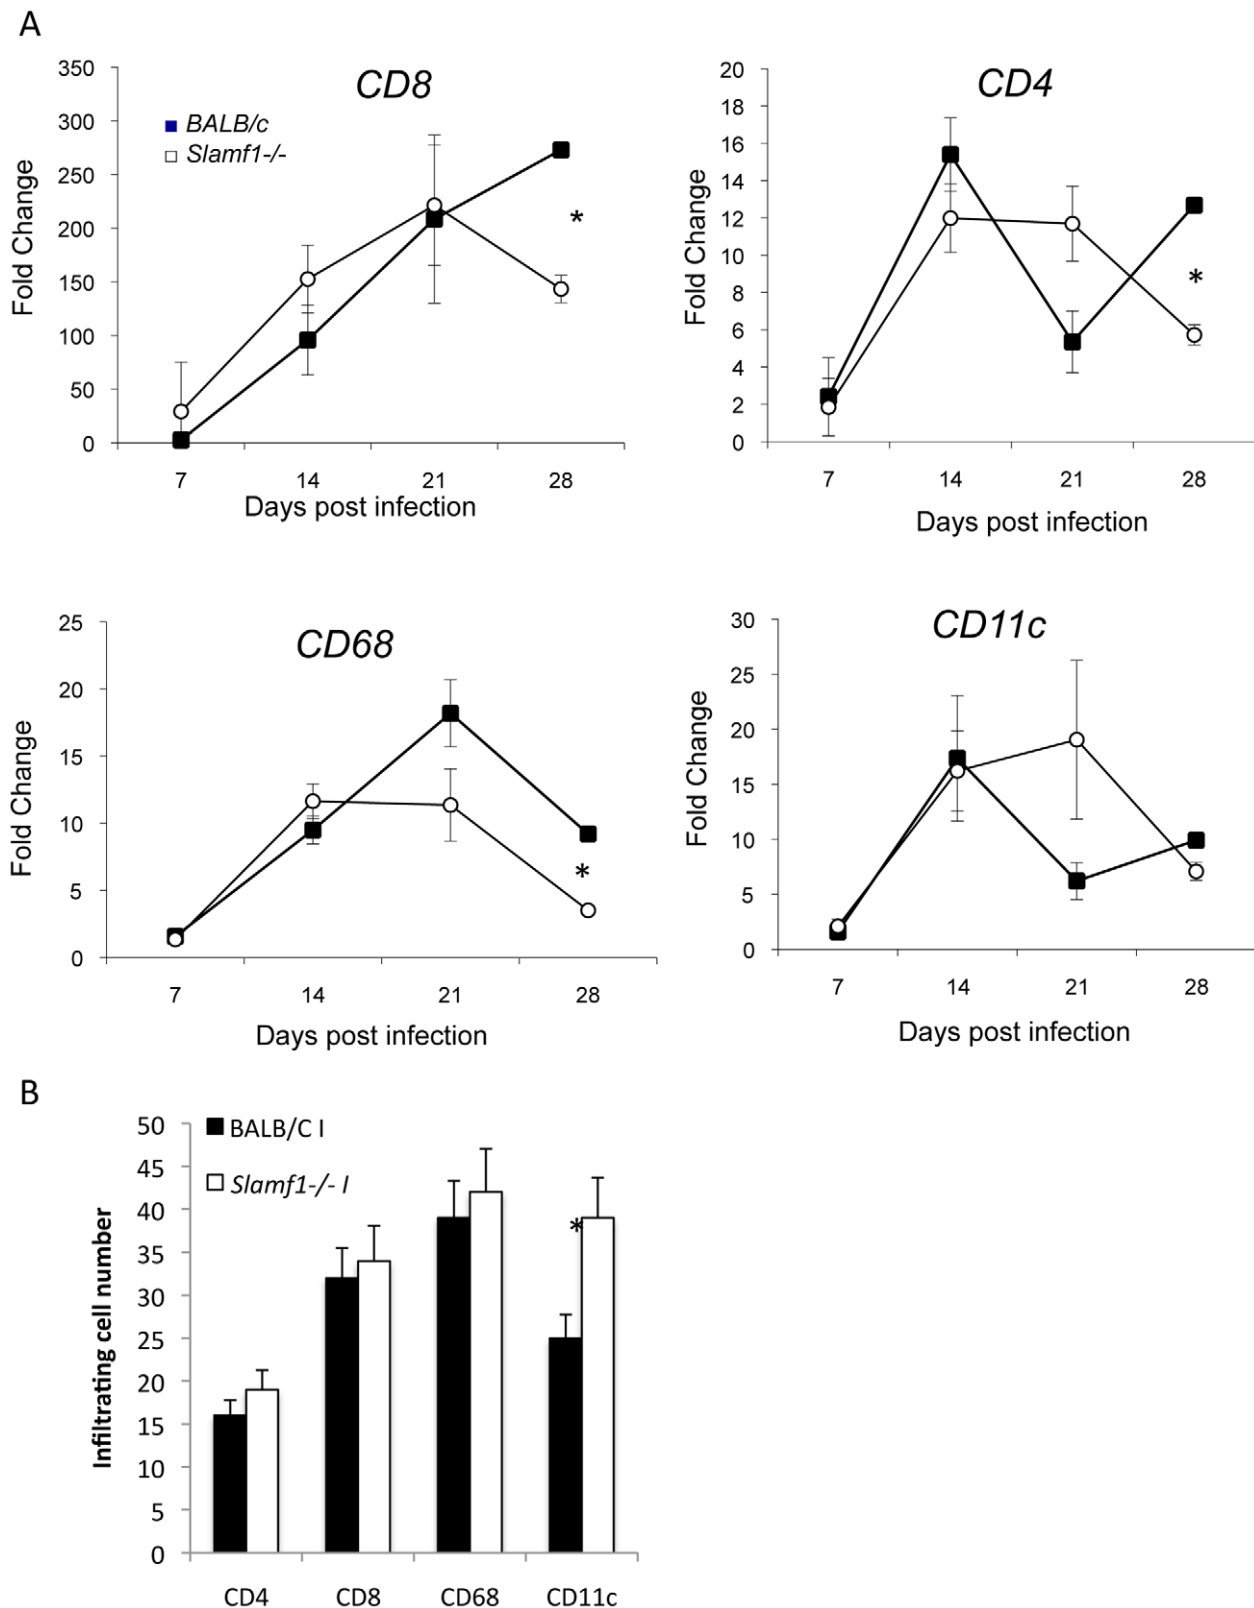 A
CD8
350
300
250
200
150
100
50
0
Fold Change
BALB/c
Slamf1-/-
*
7 14 21 28
Days post infection
CD4
20
18
16
14
12
10
8
6
4
2
0
Fold Change
*
7 14 21 28
Days post infection
CD68
25
20
15
10
5
0
Fold Change
*
7 14 21 28
Days post infection
CD11c
30
25
20
15
10
5
0
Fold Change
7 14 21 28
Days post infection
B
BALB/C I
Slamf1-/- I
50
45
40
35
30
25
20
15
10
5
0
Infiltrating cell number
*
CD4 CD8 CD68 CD11c